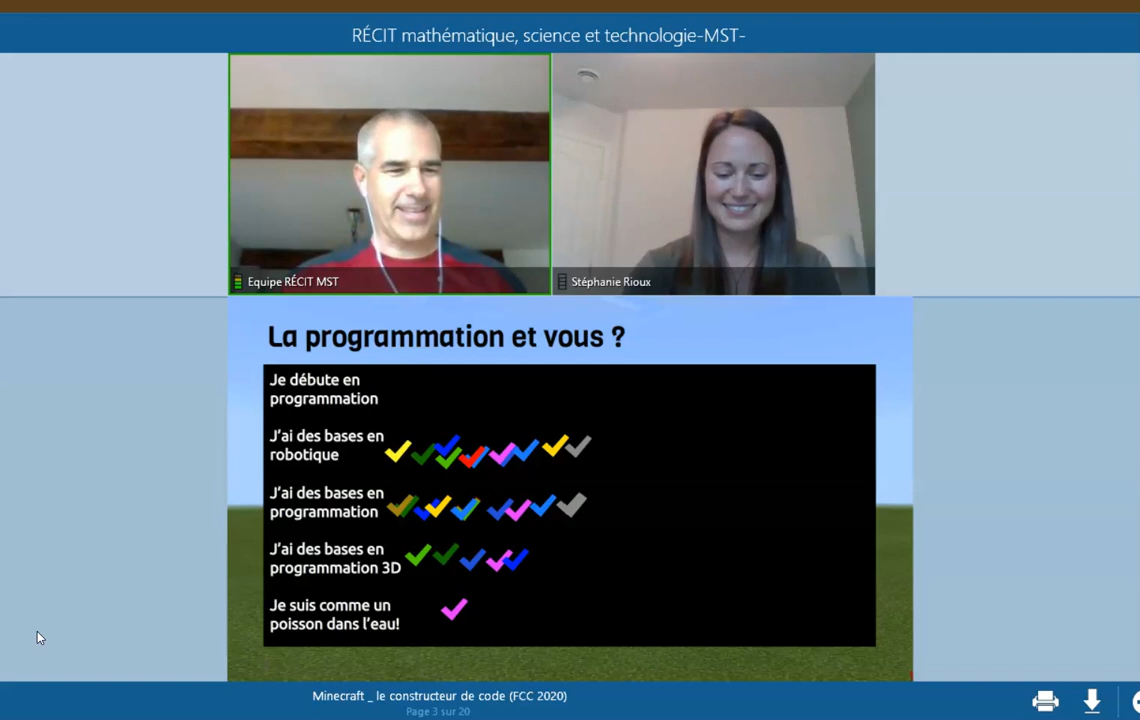 RÉCIT mathématique, science et technologie-MST-
Equipe RÉCIT MST
Stéphanie Rioux
La programmation et vous ?
Je débute en
programmation
J'ai des bases en
robotique
J'ai des bases en
programmation
J'ai des bases en
programmation 3D
Je suis comme un
poisson dans l'eau!
Minecraft _ le constructeur de code (FCC 2020)
Page 3 sur 20